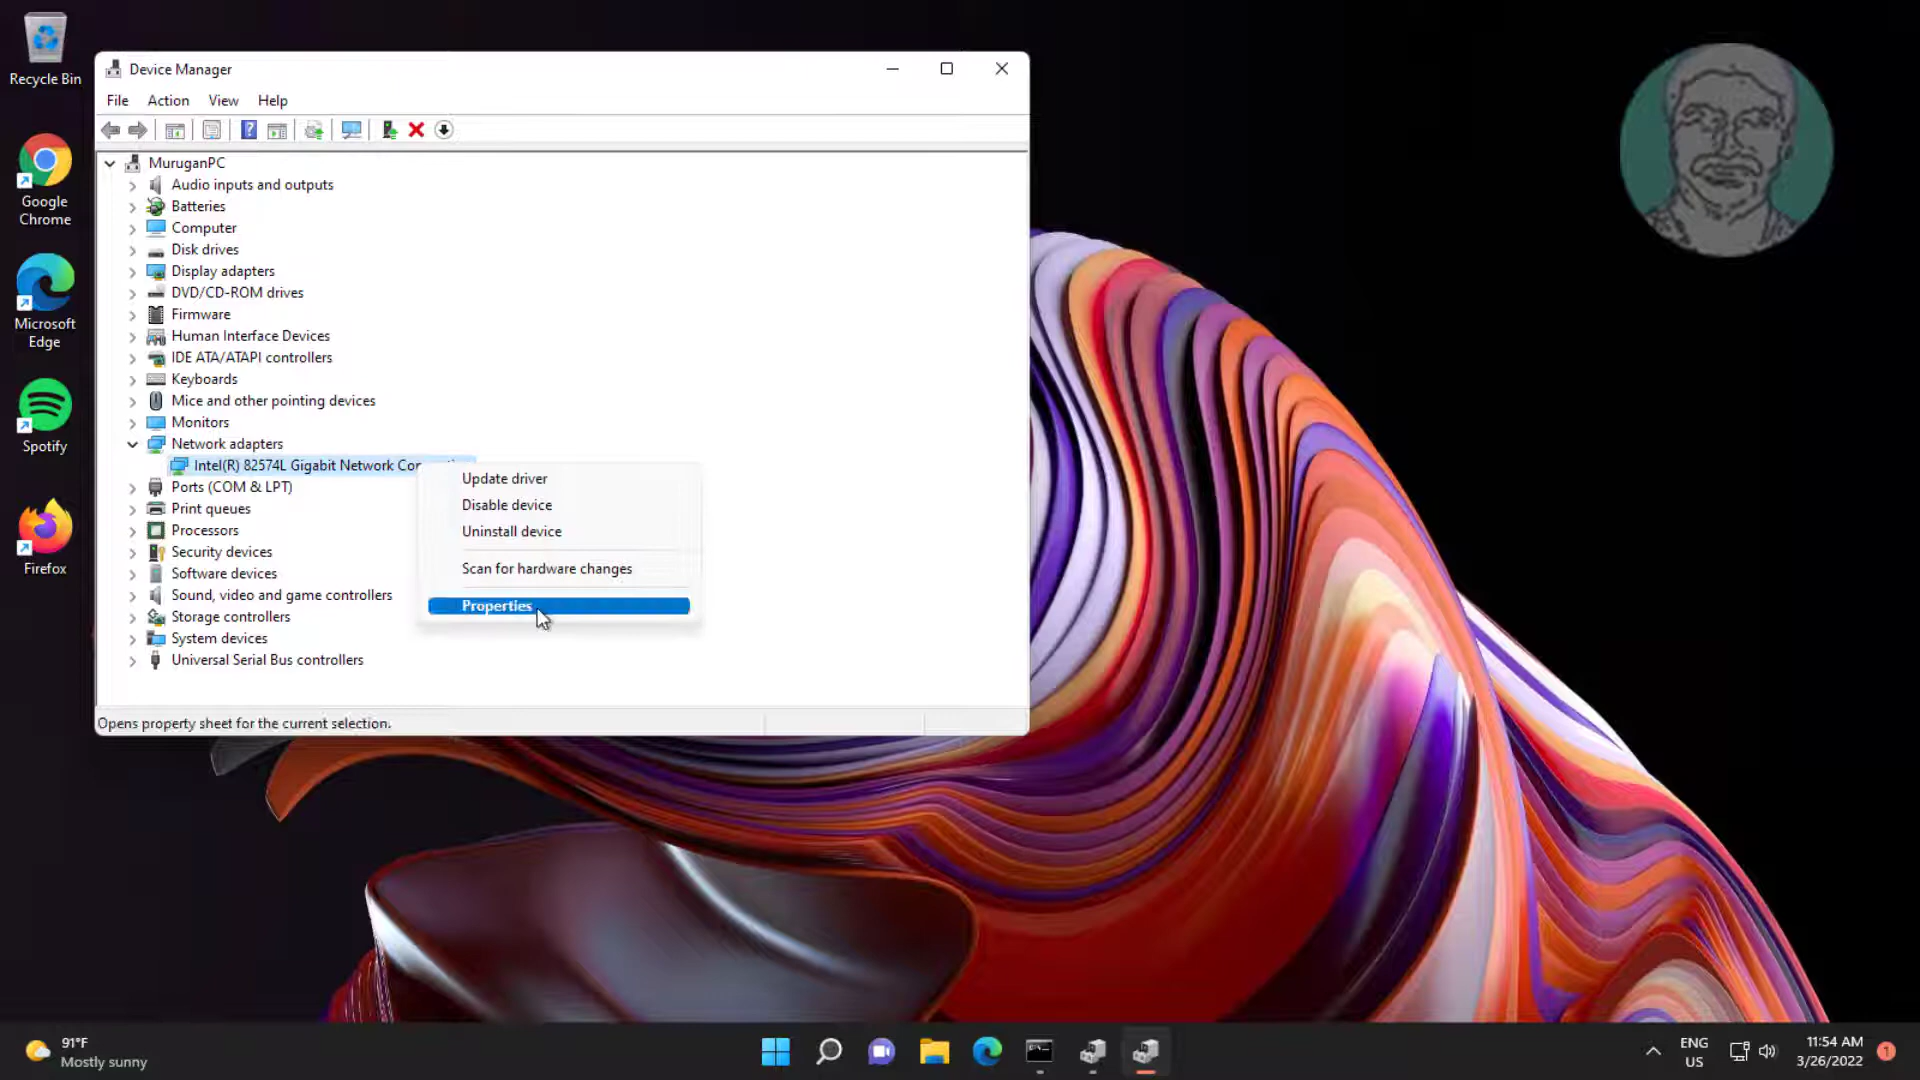 Recycle Bin
Google
Chrome
Microsoft
Edge
Spotify
Firefox
Device Manager
File Action View Help
MuruganPC
Audio inputs and outputs
Batteries
Computer
Disk drives
Display adapters
DVD/CD-ROM drives
Firmware
Human Interface Devices
IDE ATA/ATAPI controllers
Keyboards
Mice and other pointing devices
Monitors
Network adapters
Intel(R) 82574L Gigabit Network
Ports (COM & LPT)
Print queues
Processors
Security devices
Software devices
Sound, video and game controllers
Storage controllers
System devices
Universal Serial Bus controllers
Update driver
Disable device
Uninstall device
Scan for hardware changes
Properties
Opens property sheet for the current selection.
91°F
Mostly sunny
ENG
US
11:54 AM
3/26/2022
1